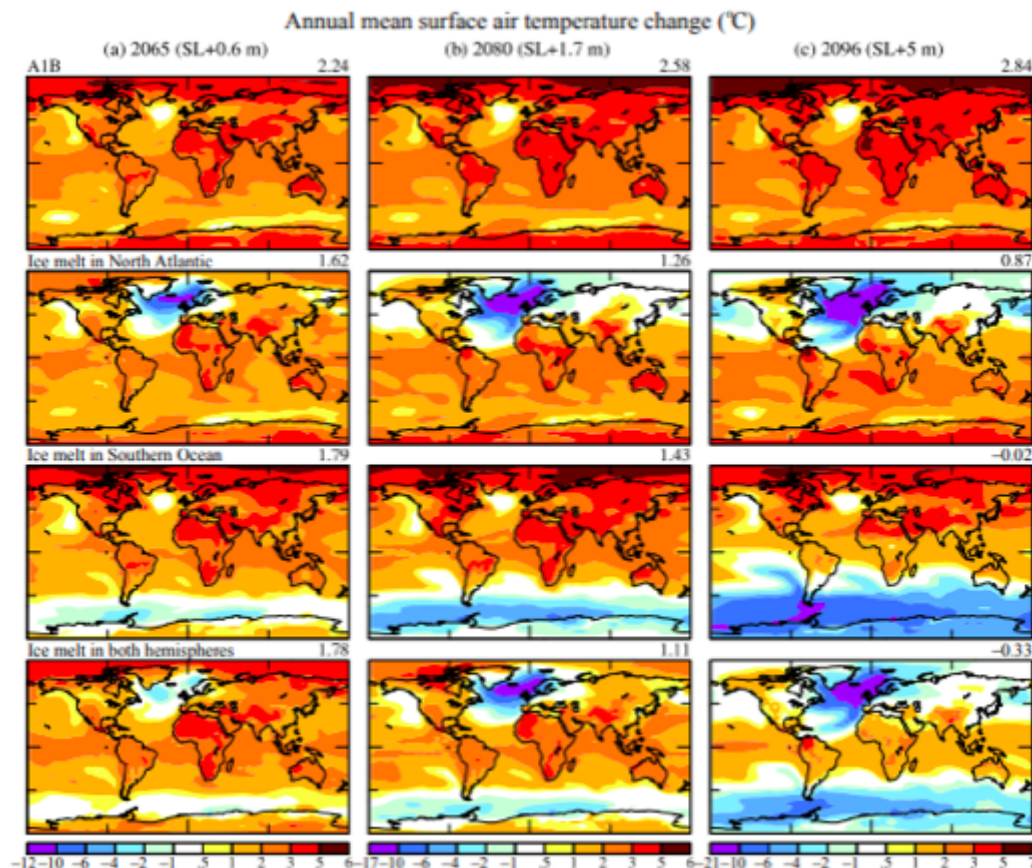 Annual mean surface air temperature change (℃)
(a) 2065 (SL+0.6 m) (b) 2080 (SL+1.7 m) (c) 2096 (SL+5 m)
A1B 2.24 2.58 2.84
Ice melt in North Atlantic 1.62 1.26 0.87
Ice melt in Southern Ocean 1.79 1.43 −0.02
Ice melt in both hemispheres 1.78 1.11 −0.33
−12−10 −6 −4 −2 −1 .5 1 2 3 5 6−17−10 −6 −4 −2 −1 .5 1 2 3 5 6−21−10 −6 −4 −2 −1 .5 1 2 3 5